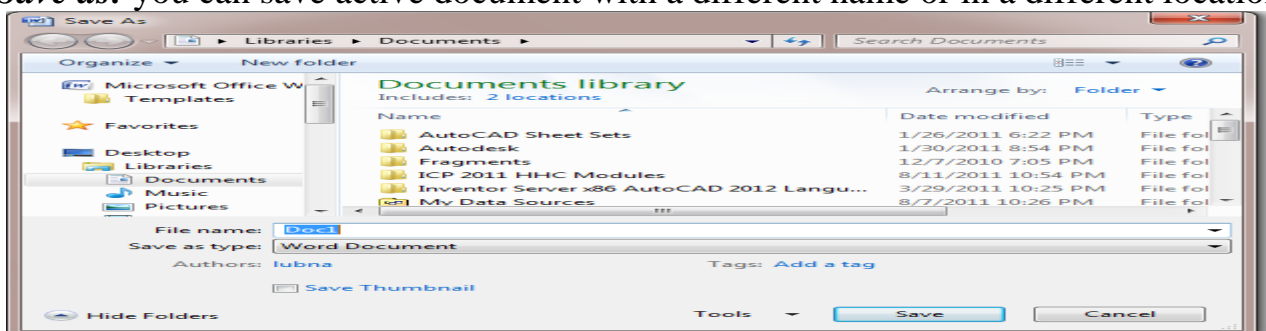 Save as: you can save active document with a different name or in a different location
Save As
Libraries Documents
Search Documents
Organize New folder
Microsoft Office W
Templates
Favorites
Desktop
Libraries
Documents
Music
Pictures
Documents library
Includes: 2 locations
Arrange by: Folder
Name Date modified Type
AutoCAD Sheet Sets 1/26/2011 6:22 PM File fol
Autodesk 1/30/2011 8:54 PM File fol
Fragments 12/7/2010 7:05 PM File fol
ICP 2011 HHC Modules 8/11/2011 10:54 PM File fol
Inventor Server x86 AutoCAD 2012 Langu... 3/29/2011 10:25 PM File fol
My Data Sources 8/7/2011 10:26 PM File fol
File name: Doc1
Save as type: Word Document
Authors: lubna Tags: Add a tag
Save Thumbnail
Hide Folders Tools Save Cancel